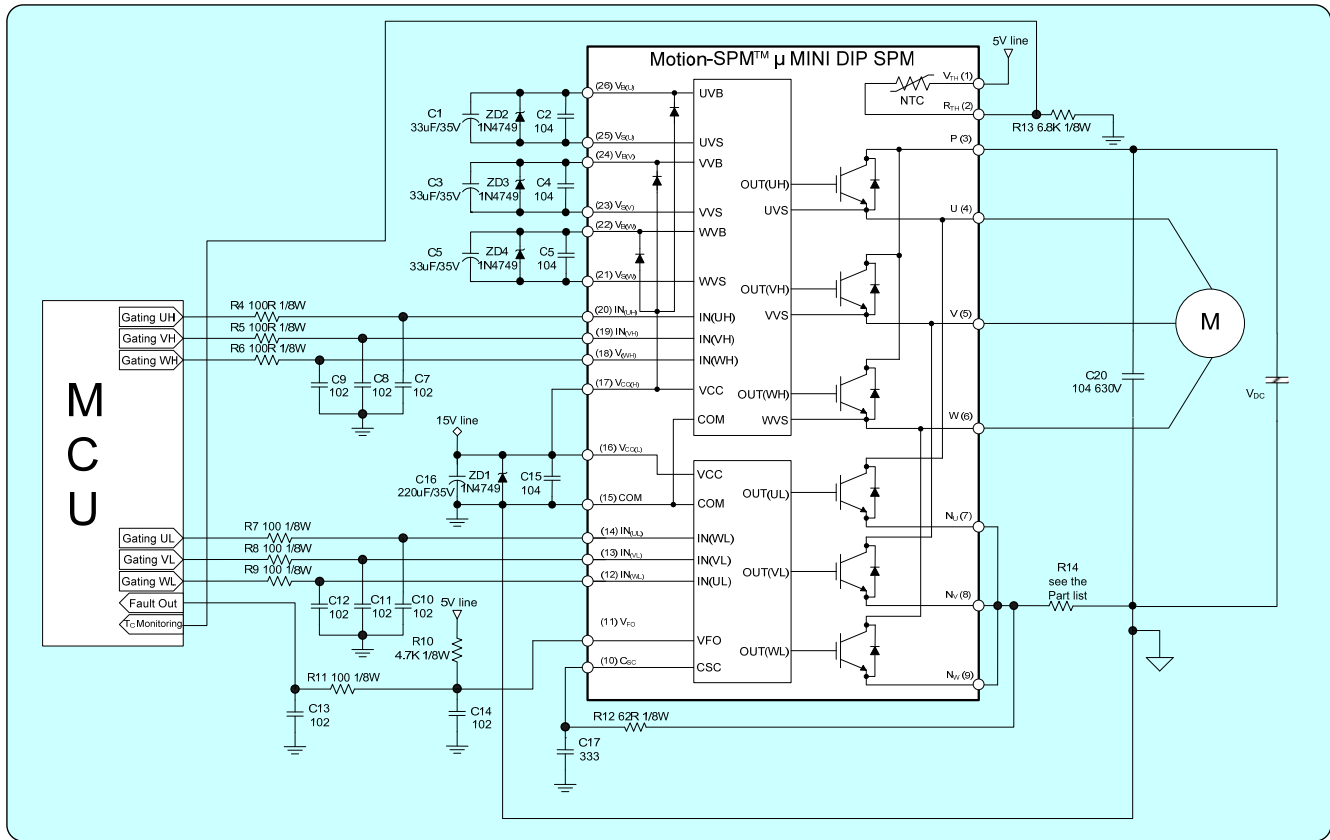 Motion-SPM™ µ MINI DIP SPM
5V line
VTH (1)
NTC
RTH (2)
R13 6.8K 1/8W
P (3)
(26) VB(U)
UVB
C1
33uF/35V
ZD2
1N4749
C2
104
(25) VS(U)
UVS
(24) VB(V)
VVB
C3
33uF/35V
ZD3
1N4749
C4
104
(23) VS(V)
VVS
(22) VB(W)
WVB
C5
33uF/35V
ZD4
1N4749
C5
104
(21) VS(W)
WVS
OUT(UH)
UVS
U (4)
OUT(VH)
VVS
V (5)
OUT(WH)
WVS
W (6)
M
C20
104 630V
VDC
MCU
Gating UH
Gating VH
Gating WH
R4 100R 1/8W
R5 100R 1/8W
R6 100R 1/8W
(20) IN(UH)
IN(UH)
(19) IN(VH)
IN(VH)
(18) V(WH)
IN(WH)
C9
102
C8
102
C7
102
(17) VCC(H)
VCC
COM
15V line
(16) VCC(L)
VCC
C16
220uF/35V
ZD1
1N4749
C15
104
(15) COM
COM
Gating UL
Gating VL
Gating WL
Fault Out
TC Monitoring
R7 100 1/8W
R8 100 1/8W
R9 100 1/8W
(14) IN(UL)
IN(WL)
(13) IN(VL)
IN(VL)
(12) IN(WL)
IN(UL)
C12
102
C11
102
C10
102
5V line
R10
4.7K 1/8W
(11) VFO
VFO
(10) CSC
CSC
R11 100 1/8W
C13
102
C14
102
R12 62R 1/8W
C17
333
OUT(UL)
NU (7)
OUT(VL)
NV (8)
OUT(WL)
NW (9)
R14
see the
Part list